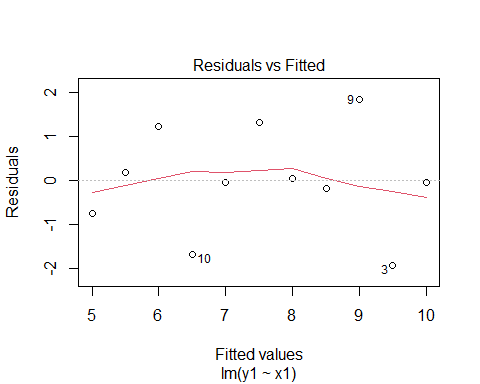 Residuals vs Fitted
Residuals
2
1
0
-1
-2
9
10
3
5 6 7 8 9 10
Fitted values
lm(y1 ~ x1)